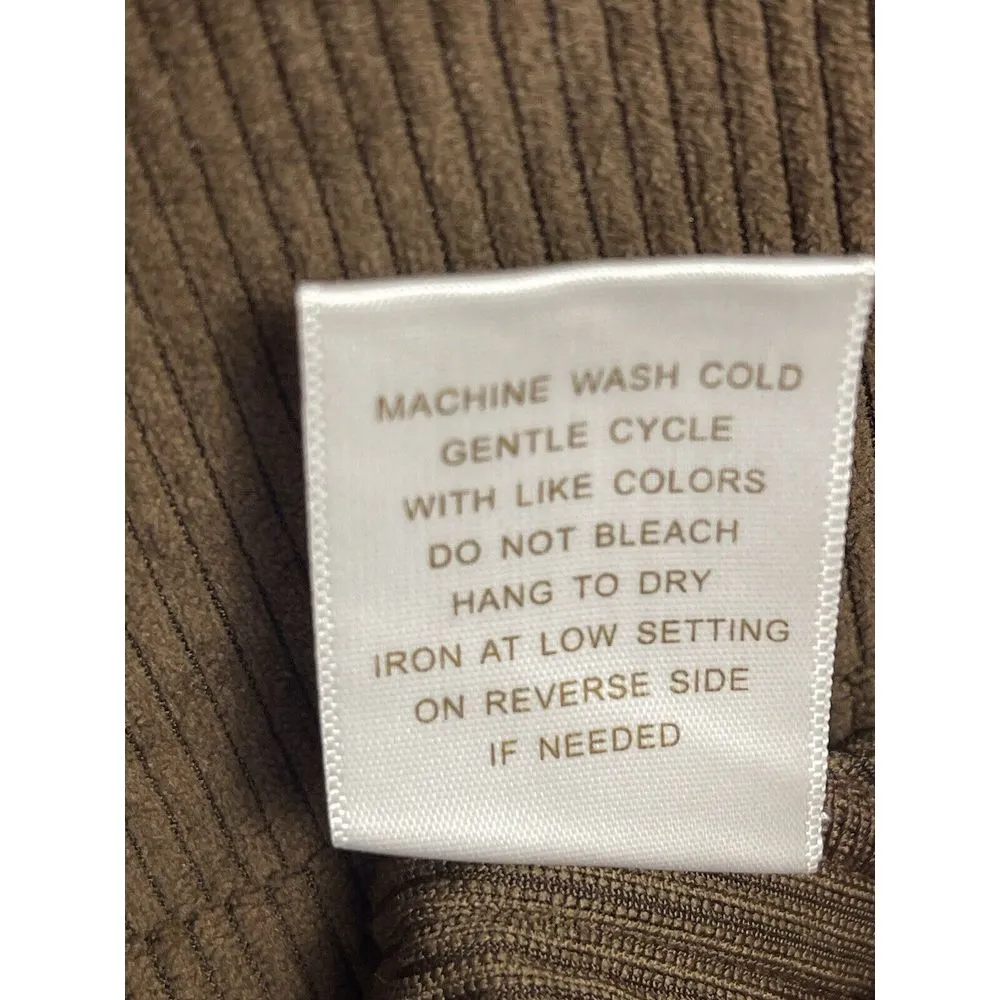 MACHINE WASH COLD
GENTLE CYCLE
WITH LIKE COLORS
DO NOT BLEACH
HANG TO DRY
IRON AT LOW SETTING
ON REVERSE SIDE
IF NEEDED